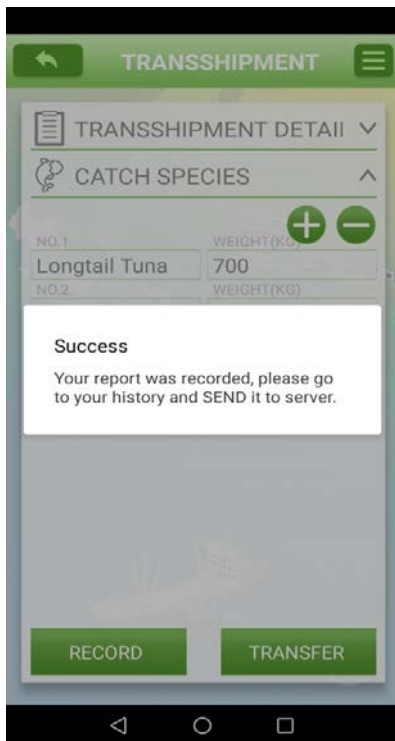 TRANSSHIPMENT
TRANSSHIPMENT DETAIL
CATCH SPECIES
NO.1 WEIGHT(KG)
Longtail Tuna 700
NO.2 WEIGHT(KG)
Success
Your report was recorded, please go
to your history and SEND it to server.
RECORD TRANSFER